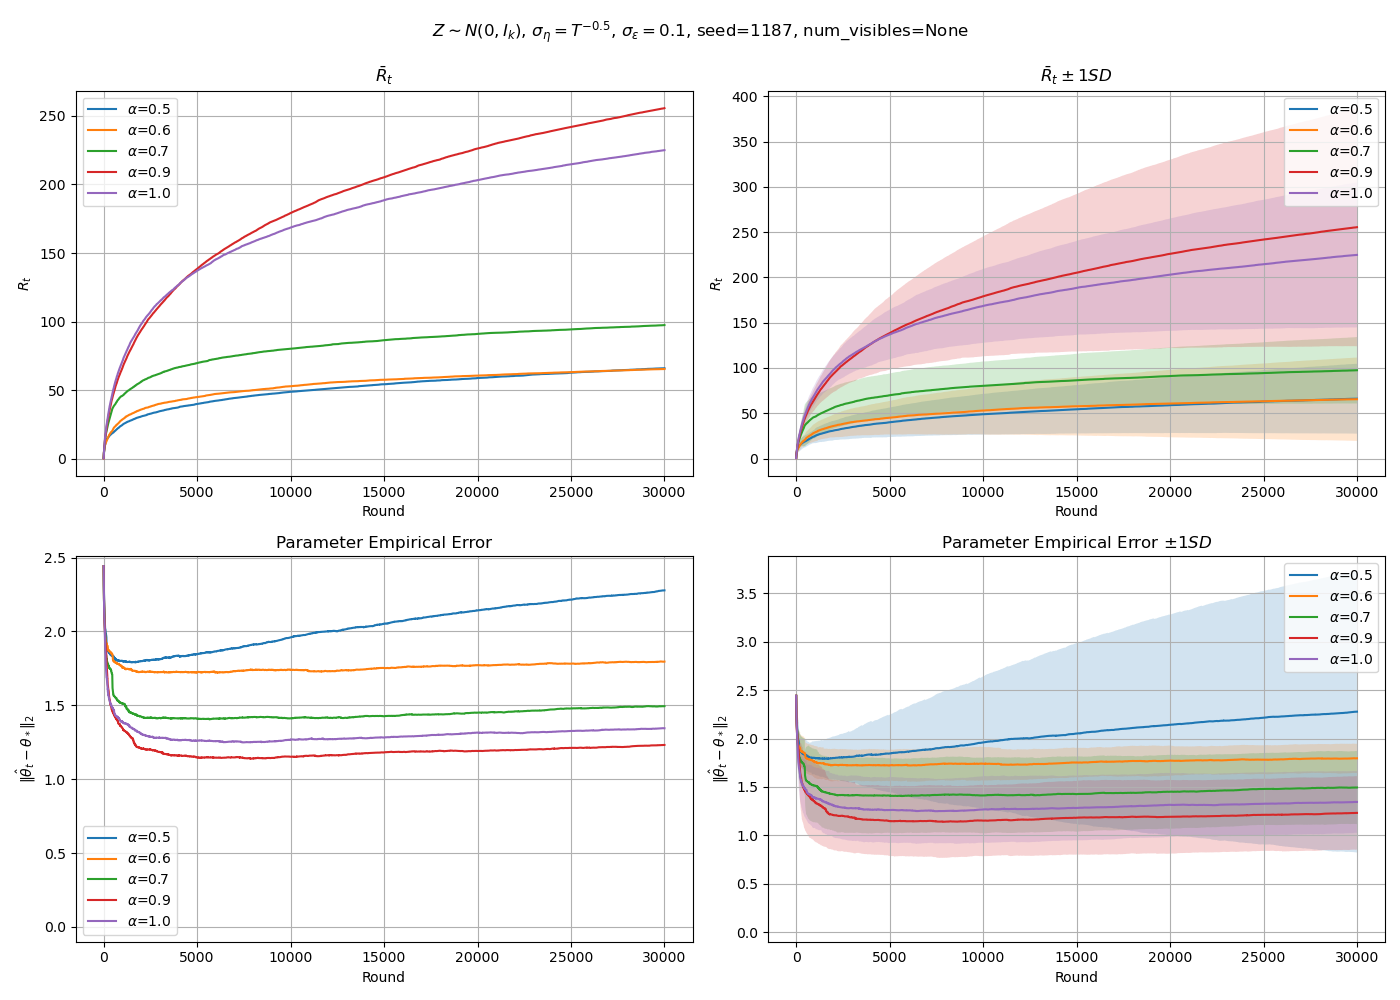 Z ∼ N(0, I_k), σ_η = T^{−0.5}, σ_ε = 0.1, seed=1187, num_visibles=None
R̄_t
R_t
250
200
150
100
50
0
α=0.5
α=0.6
α=0.7
α=0.9
α=1.0
0 5000 10000 15000 20000 25000 30000
Round
R̄_t ± 1SD
R_t
400
350
300
250
200
150
100
50
0
α=0.5
α=0.6
α=0.7
α=0.9
α=1.0
0 5000 10000 15000 20000 25000 30000
Round
Parameter Empirical Error
‖θ̂_t − θ_*‖_2
2.5
2.0
1.5
1.0
0.5
0.0
α=0.5
α=0.6
α=0.7
α=0.9
α=1.0
0 5000 10000 15000 20000 25000 30000
Round
Parameter Empirical Error ±1SD
‖θ̂_t − θ_*‖_2
3.5
3.0
2.5
2.0
1.5
1.0
0.5
0.0
α=0.5
α=0.6
α=0.7
α=0.9
α=1.0
0 5000 10000 15000 20000 25000 30000
Round